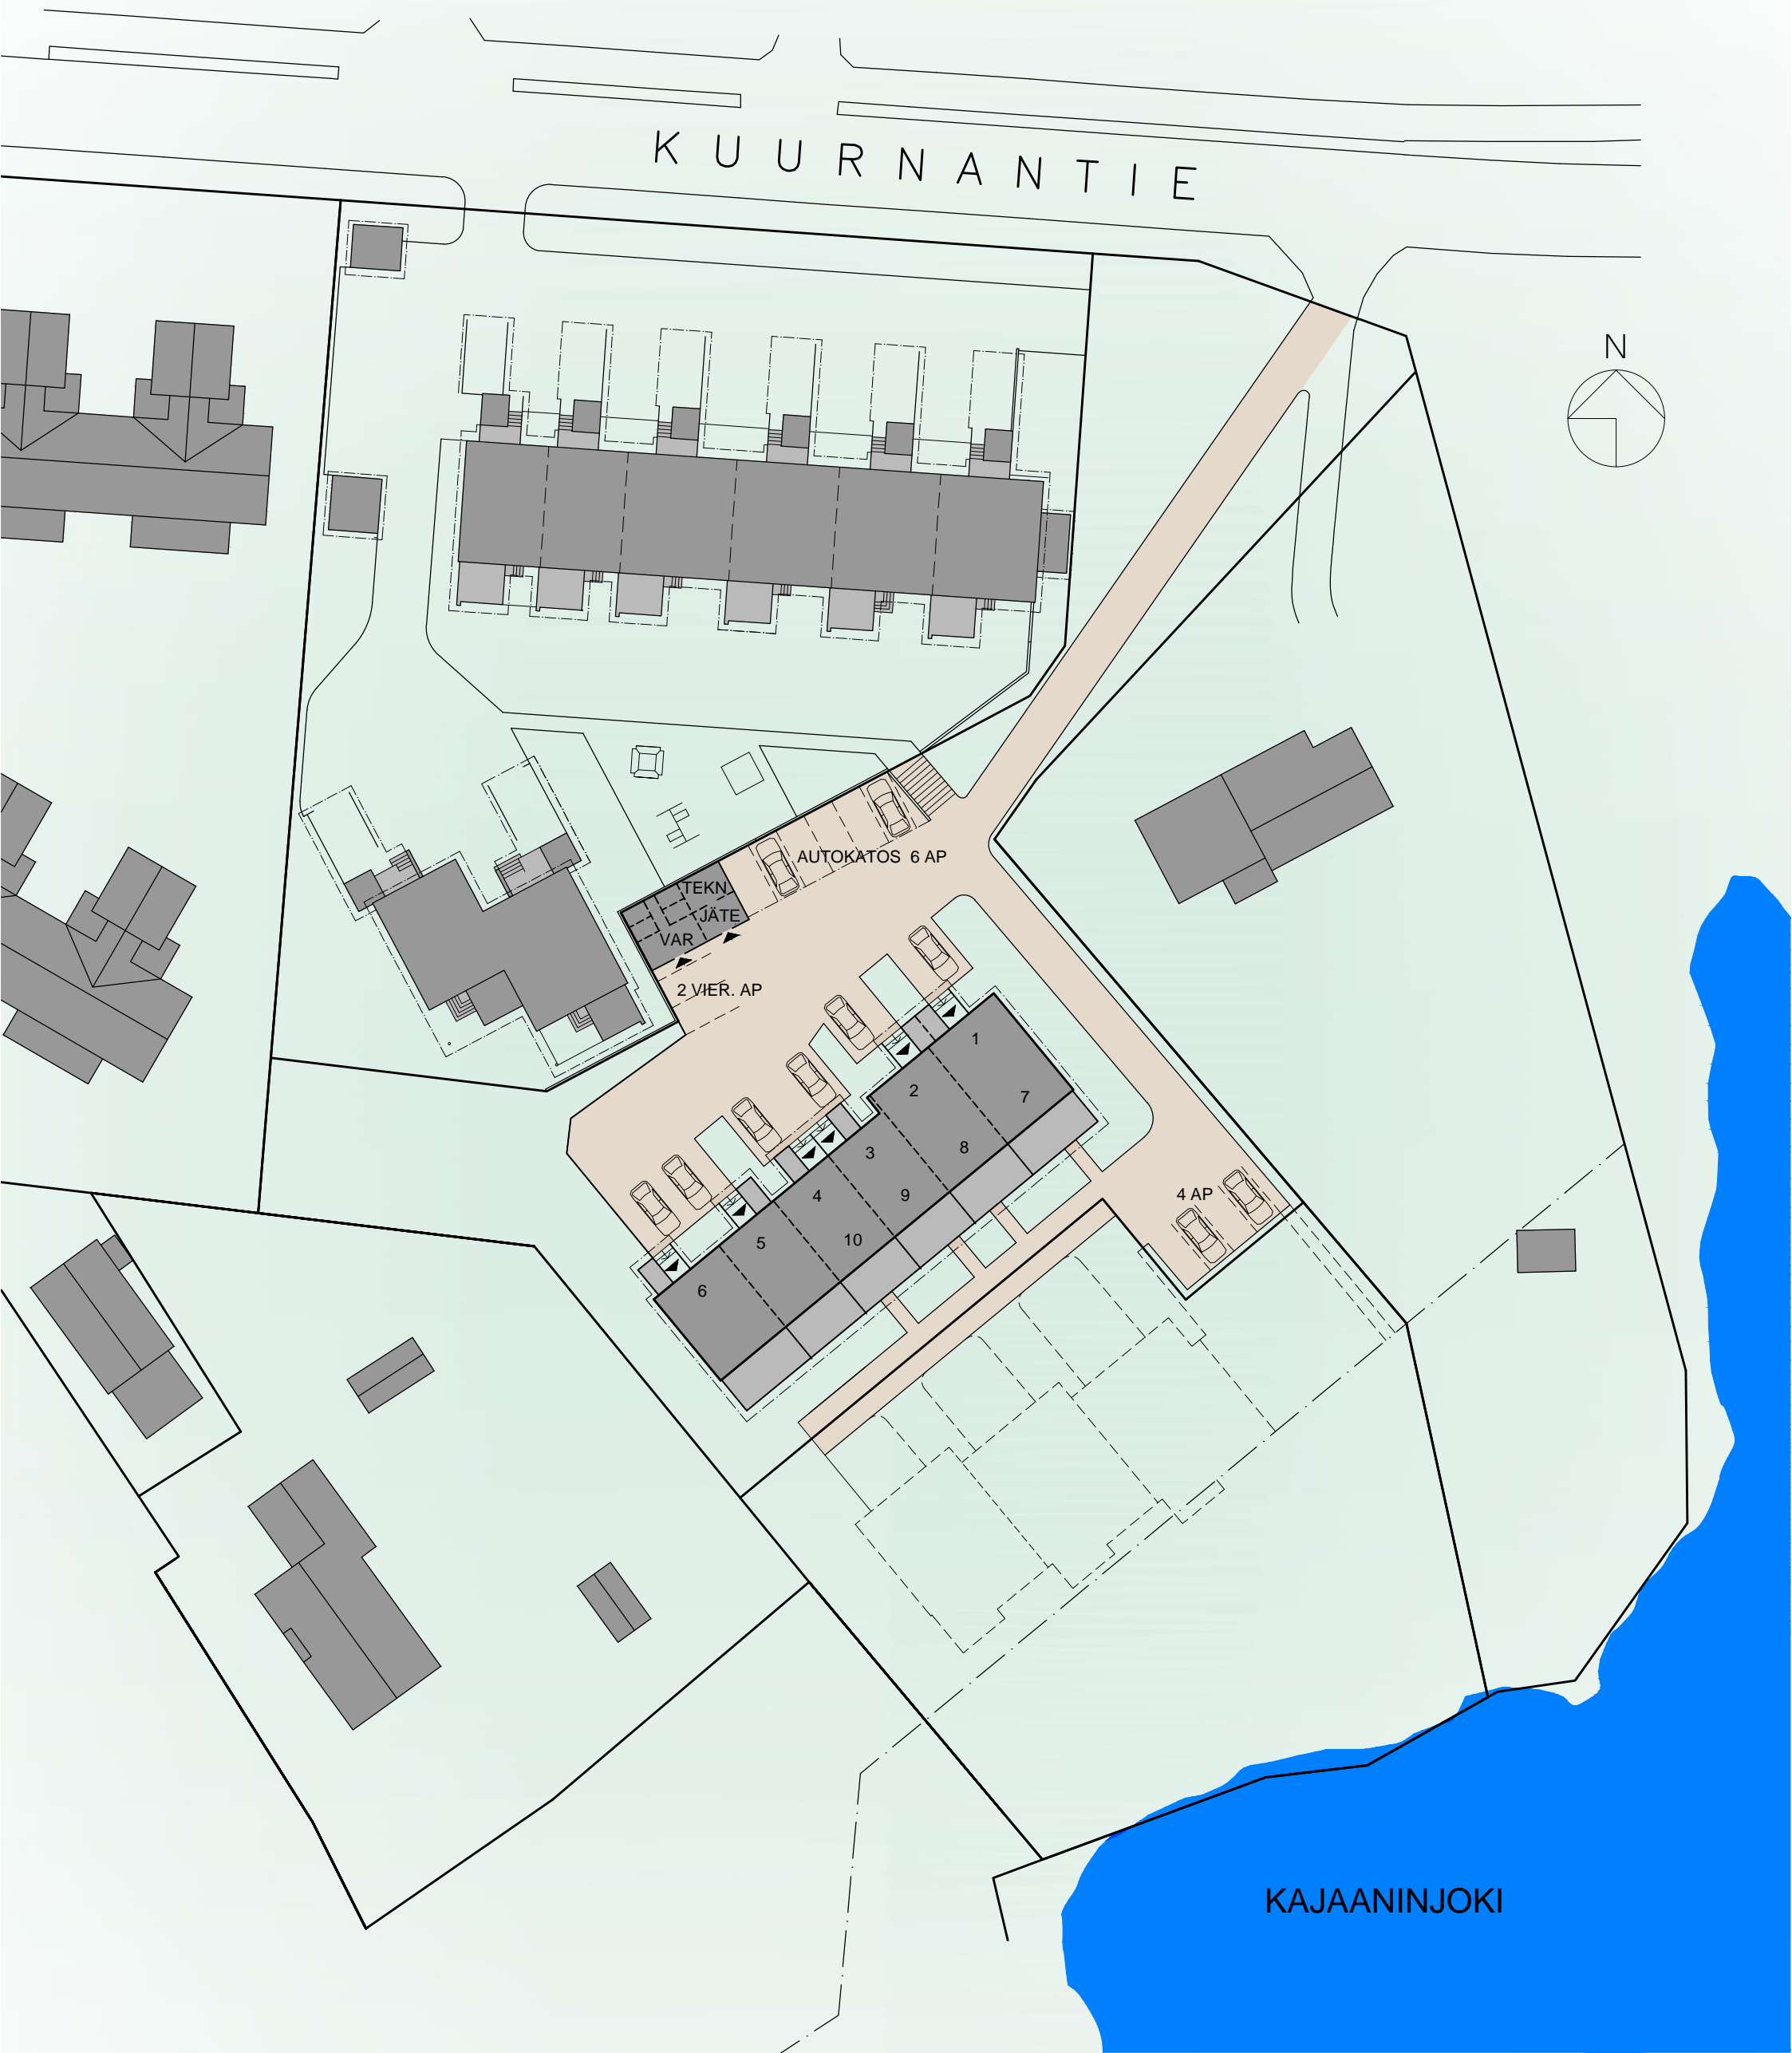 KUURNANTIE
N
AUTOKATOS 6 AP
TEKN
JÄTE
VAR
2 VIER. AP
1
2
7
3
8
4
9
4 AP
5
10
6
KAJAANINJOKI